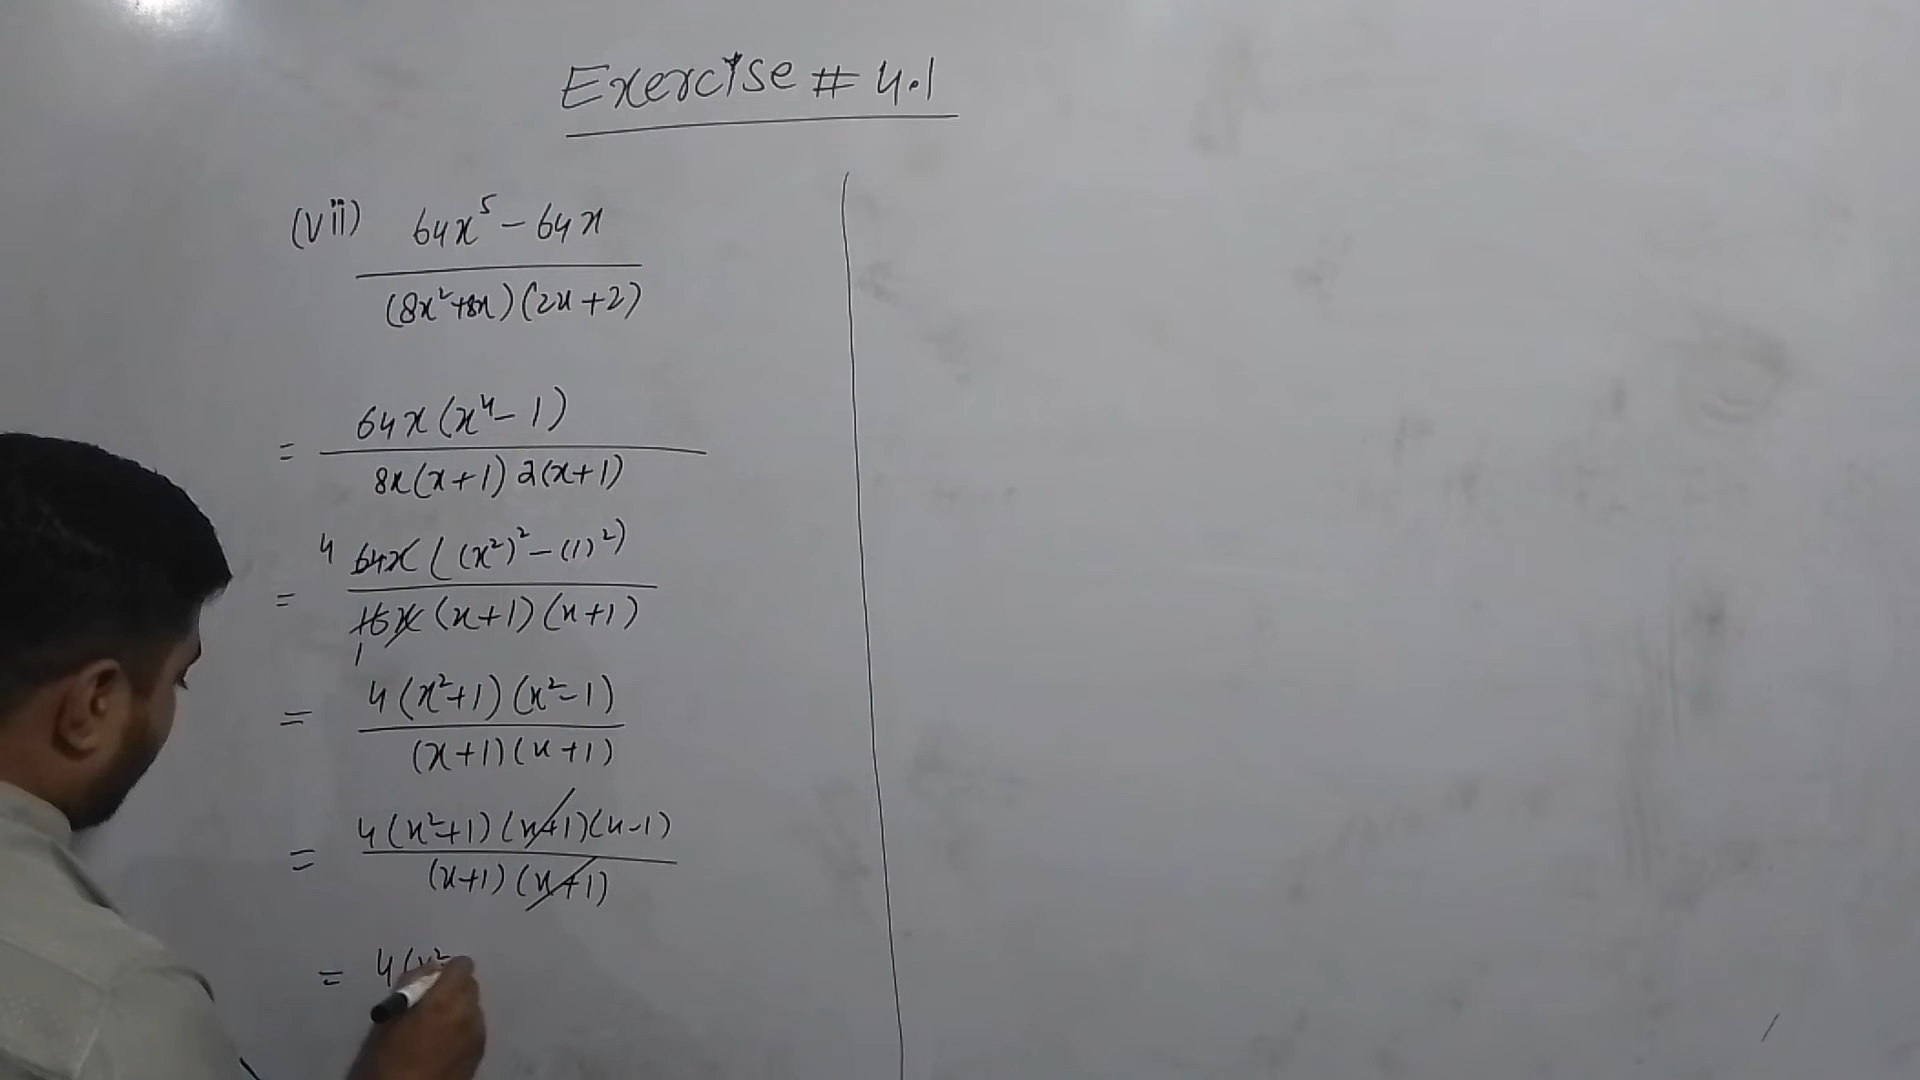 Exercise # 4.1
(vii) 64x⁵ - 64x
(8x²+8x)(2x+2)
= 64x(x⁴ - 1)
8x(x+1) 2(x+1)
4 64x ((x²)² - (1)²)
= 16x (x+1)(x+1)
1
= 4(x²+1)(x²-1)
(x+1)(x+1)
= 4(x²+1)(x+1)(x-1)
(x+1)(x+1)
= 4(x²